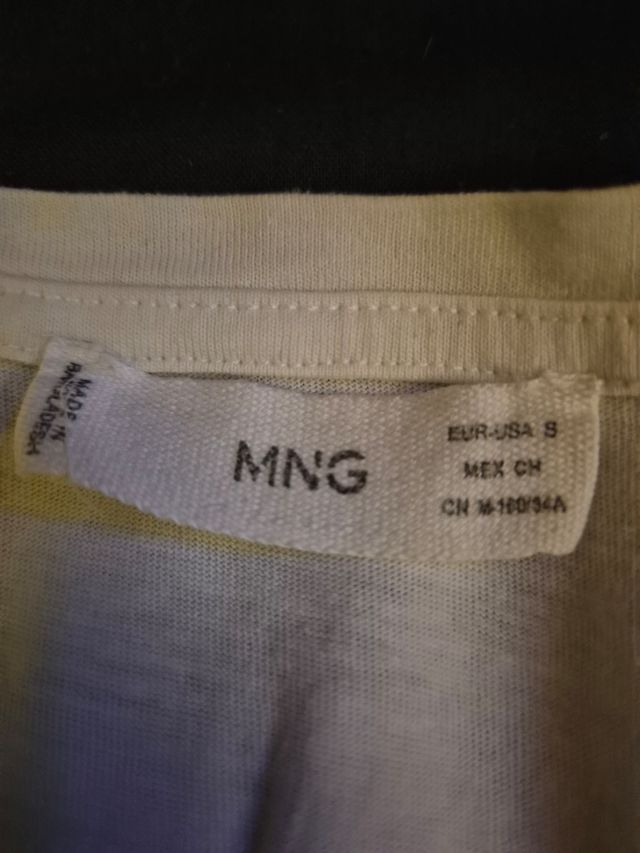 MADE IN
BANGLADESH
MNG
EUR-USA S
MEX CH
CN M-160/84A